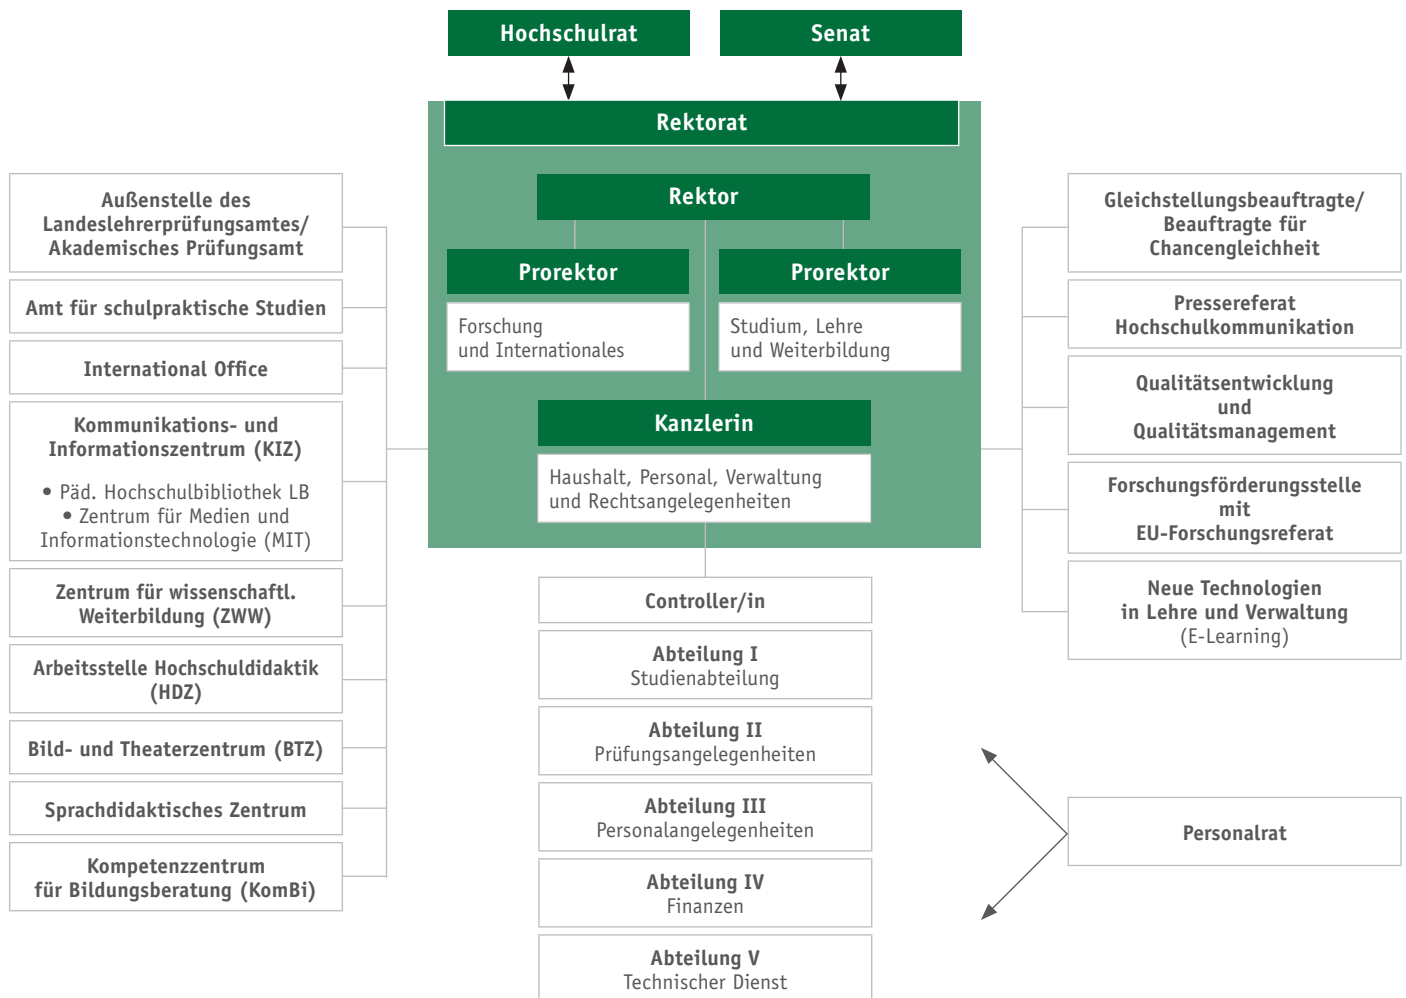 Hochschulrat
Senat
Rektorat
Rektor
Prorektor
Forschung
und Internationales
Prorektor
Studium, Lehre
und Weiterbildung
Kanzlerin
Haushalt, Personal, Verwaltung
und Rechtsangelegenheiten
Außenstelle des
Landeslehrerprüfungsamtes/
Akademisches Prüfungsamt
Amt für schulpraktische Studien
International Office
Kommunikations- und
Informationszentrum (KIZ)
• Päd. Hochschulbibliothek LB
• Zentrum für Medien und
Informationstechnologie (MIT)
Zentrum für wissenschaftl.
Weiterbildung (ZWW)
Arbeitsstelle Hochschuldidaktik
(HDZ)
Bild- und Theaterzentrum (BTZ)
Sprachdidaktisches Zentrum
Kompetenzzentrum
für Bildungsberatung (KomBi)
Controller/in
Abteilung I
Studienabteilung
Abteilung II
Prüfungsangelegenheiten
Abteilung III
Personalangelegenheiten
Abteilung IV
Finanzen
Abteilung V
Technischer Dienst
Gleichstellungsbeauftragte/
Beauftragte für
Chancengleichheit
Pressereferat
Hochschulkommunikation
Qualitätsentwicklung
und
Qualitätsmanagement
Forschungsförderungsstelle
mit
EU-Forschungsreferat
Neue Technologien
in Lehre und Verwaltung
(E-Learning)
Personalrat